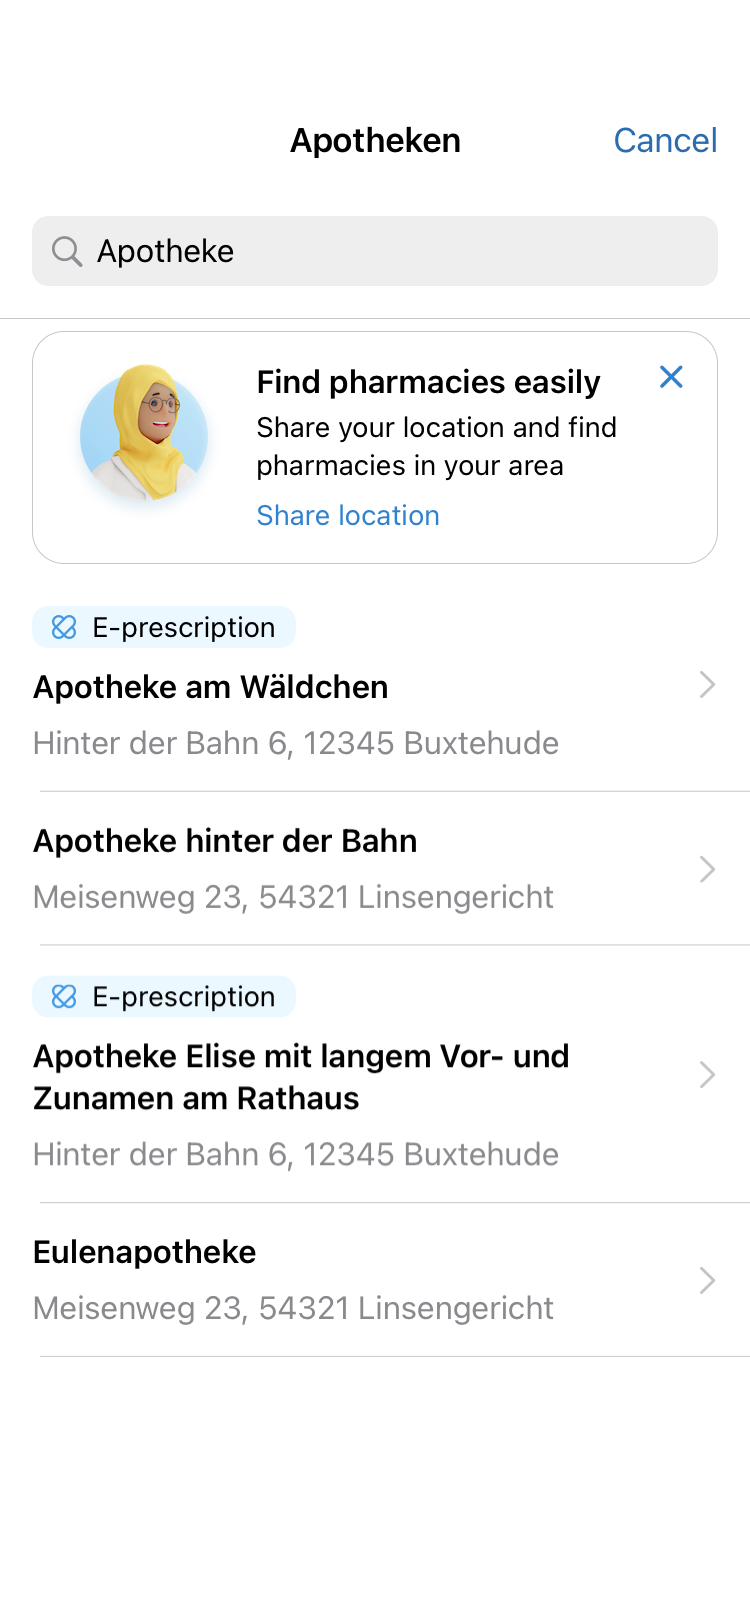 Apotheken
Cancel
Apotheke
Find pharmacies easily
Share your location and find
pharmacies in your area
Share location
E-prescription
Apotheke am Wäldchen
Hinter der Bahn 6, 12345 Buxtehude
Apotheke hinter der Bahn
Meisenweg 23, 54321 Linsengericht
E-prescription
Apotheke Elise mit langem Vor- und
Zunamen am Rathaus
Hinter der Bahn 6, 12345 Buxtehude
Eulenapotheke
Meisenweg 23, 54321 Linsengericht